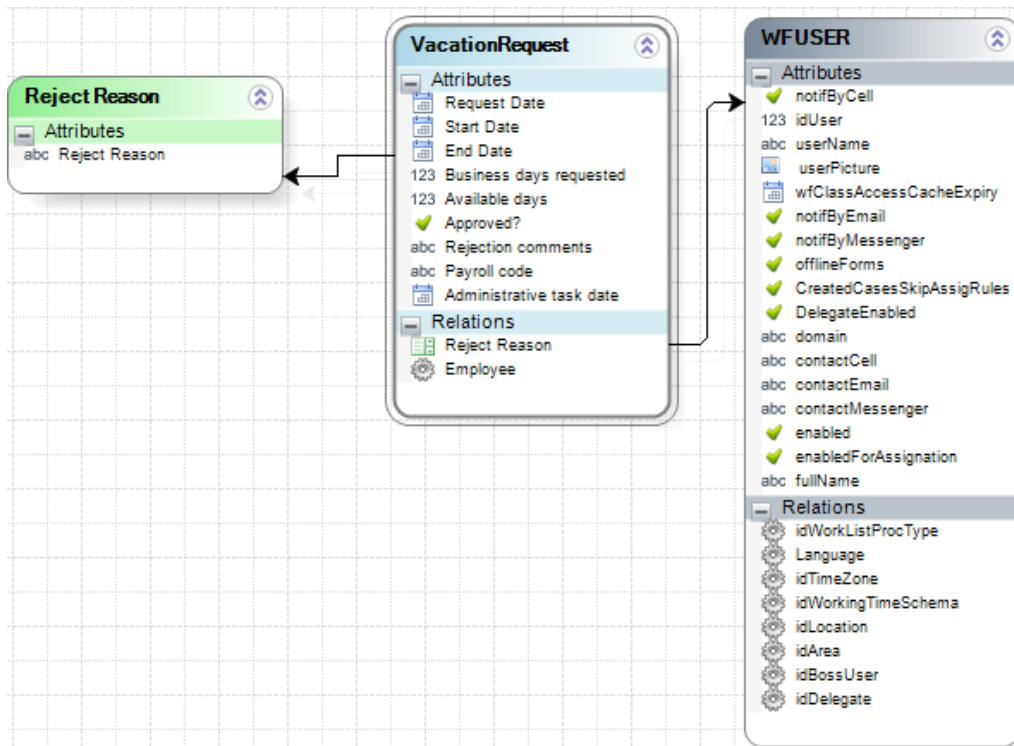 Reject Reason
Attributes
abc Reject Reason
VacationRequest
Attributes
Request Date
Start Date
End Date
123 Business days requested
123 Available days
Approved?
abc Rejection comments
abc Payroll code
Administrative task date
Relations
Reject Reason
Employee
WFUSER
Attributes
notifByCell
123 idUser
abc userName
userPicture
wfClassAccessCacheExpiry
notifByEmail
notifByMessenger
offlineForms
CreatedCasesSkipAssigRules
DelegateEnabled
abc domain
abc contactCell
abc contactEmail
abc contactMessenger
enabled
enabledForAssignation
abc fullName
Relations
idWorkListProcType
Language
idTimeZone
idWorkingTimeSchema
idLocation
idArea
idBossUser
idDelegate